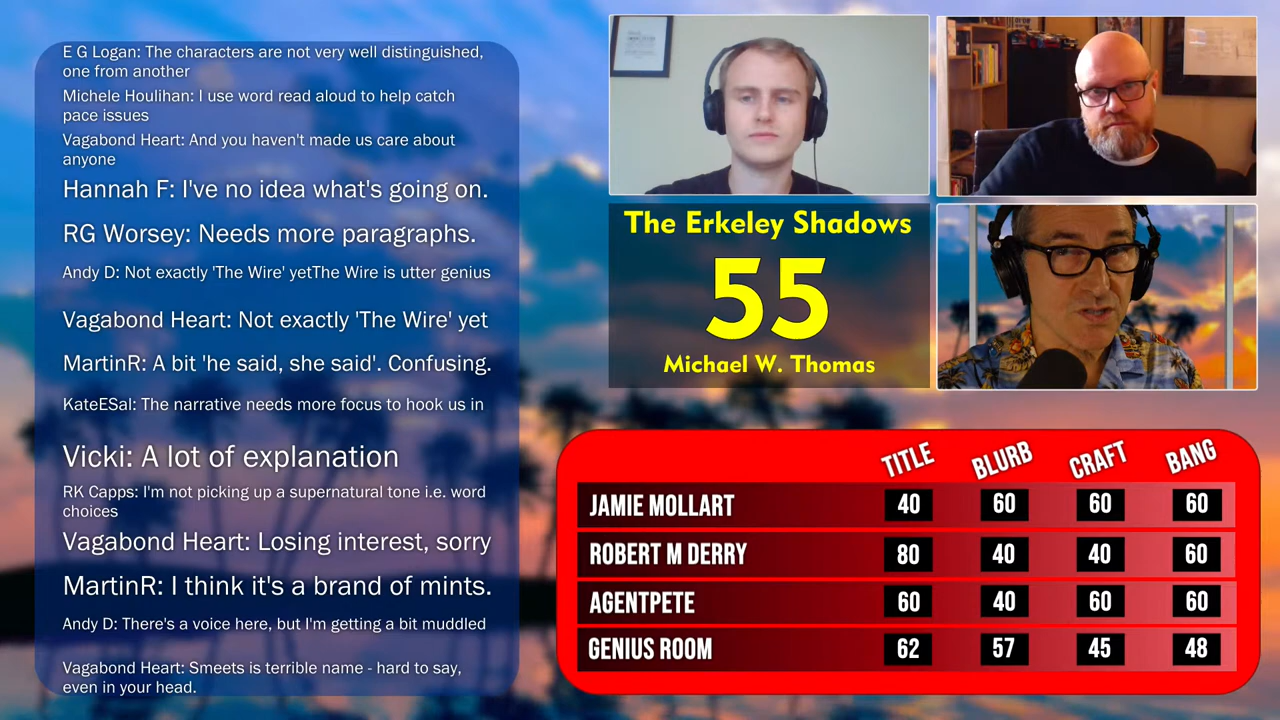 E G Logan: The characters are not very well distinguished,
one from another
Michele Houlihan: I use word read aloud to help catch
pace issues
Vagabond Heart: And you haven't made us care about
anyone
Hannah F: I've no idea what's going on.
RG Worsey: Needs more paragraphs.
Andy D: Not exactly 'The Wire' yetThe Wire is utter genius
Vagabond Heart: Not exactly 'The Wire' yet
MartinR: A bit 'he said, she said'. Confusing.
KateESal: The narrative needs more focus to hook us in
Vicki: A lot of explanation
RK Capps: I'm not picking up a supernatural tone i.e. word
choices
Vagabond Heart: Losing interest, sorry
MartinR: I think it's a brand of mints.
Andy D: There's a voice here, but I'm getting a bit muddled
Vagabond Heart: Smeets is terrible name - hard to say,
even in your head.
The Erkeley Shadows
55
Michael W. Thomas
TITLE BLURB CRAFT BANG
JAMIE MOLLART 40 60 60 60
ROBERT M DERRY 80 40 40 60
AGENTPETE 60 40 60 60
GENIUS ROOM 62 57 45 48